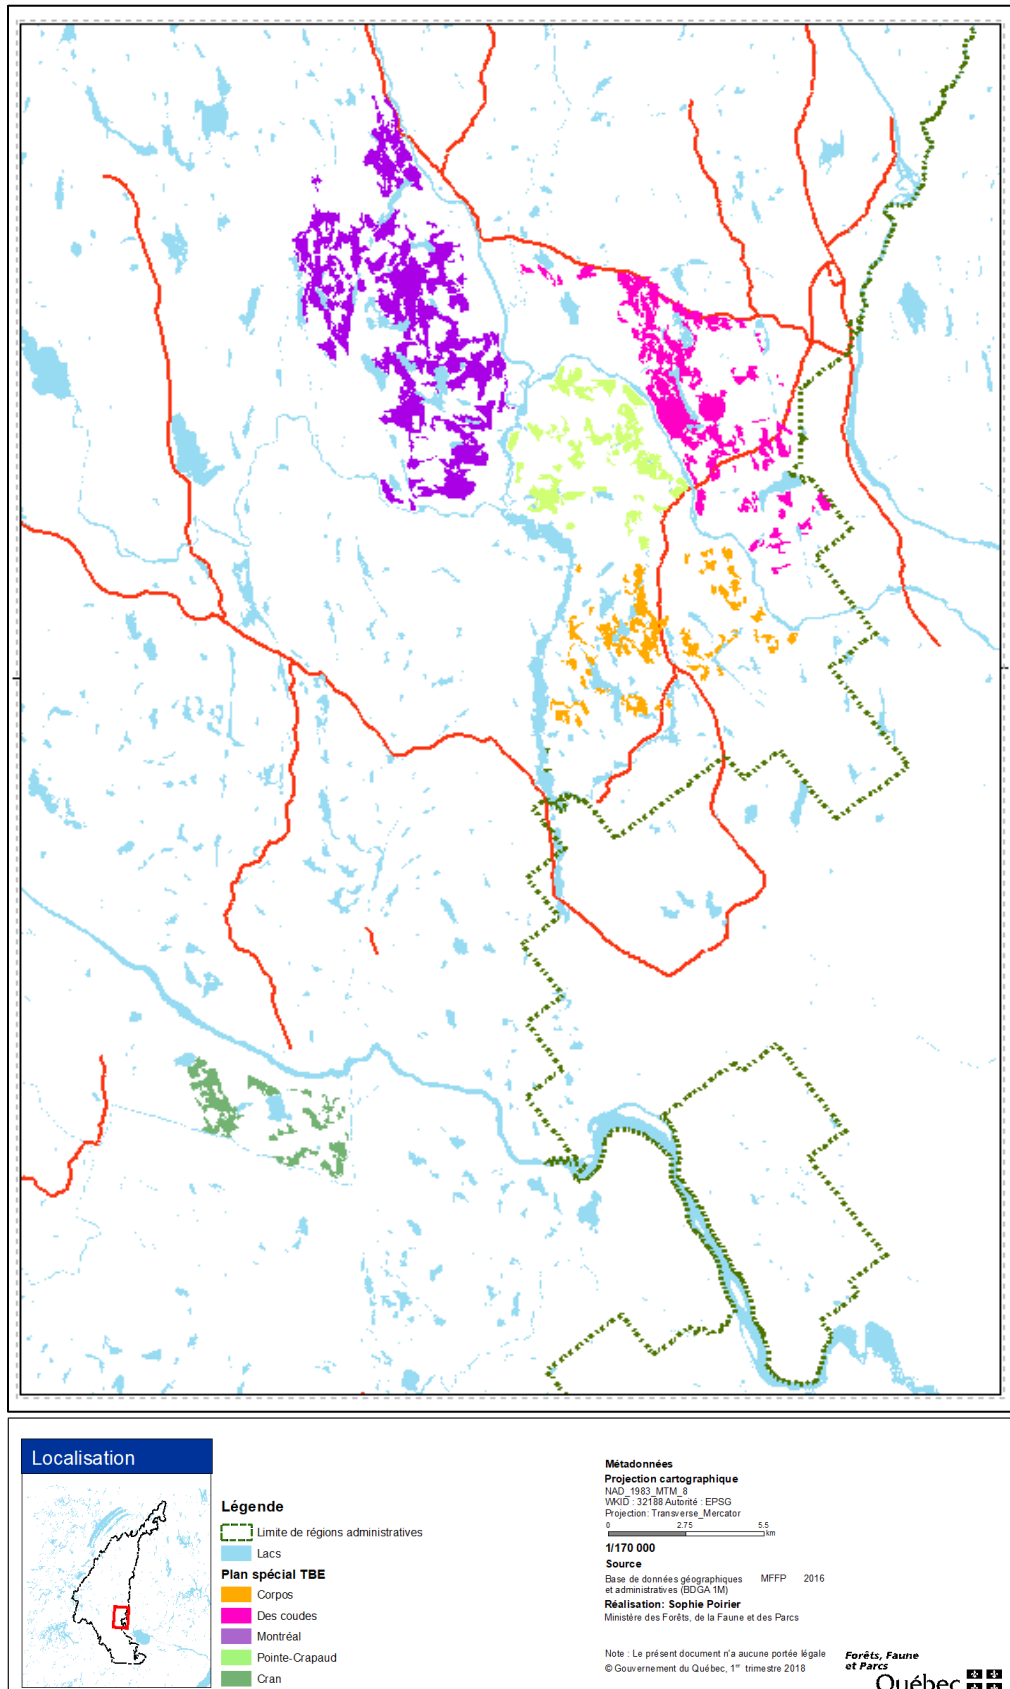 Localisation
Légende
Limite de régions administratives
Lacs
Plan spécial TBE
Corpos
Des coudes
Montréal
Pointe-Crapaud
Cran
Métadonnées
Projection cartographique
NAD_1983_MTM_8
WKID : 32188 Autorité : EPSG
Projection: Transverse_Mercator
0 2.75 5.5
km
1/170 000
Source
Base de données géographiques MFFP 2016
et administratives (BDGA 1M)
Réalisation: Sophie Poirier
Ministère des Forêts, de la Faune et des Parcs
Note : Le présent document n'a aucune portée légale
© Gouvernement du Québec, 1er trimestre 2018
Forêts, Faune
et Parcs
Québec